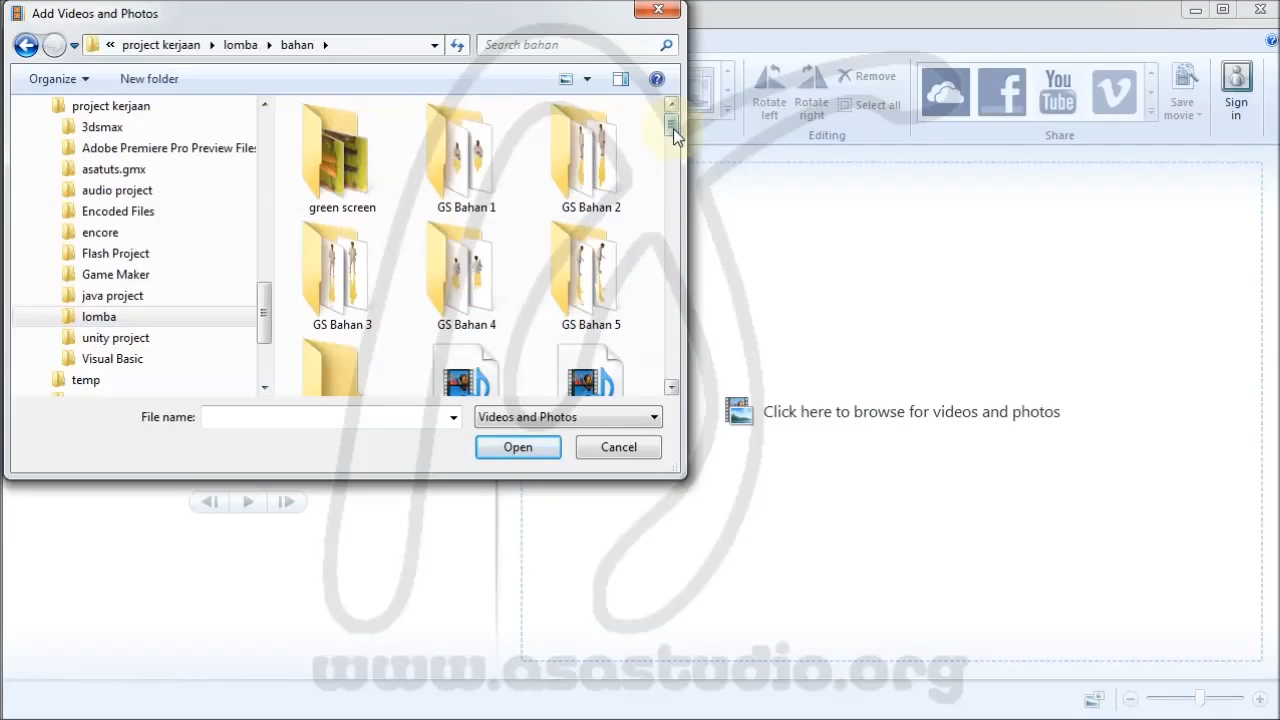 Add Videos and Photos
« project kerjaan lomba bahan
Search bahan
Organize
New folder
project kerjaan
3dsmax
Adobe Premiere Pro Preview Files
asatuts.gmx
audio project
Encoded Files
encore
Flash Project
Game Maker
java project
lomba
unity project
Visual Basic
temp
green screen
GS Bahan 1
GS Bahan 2
GS Bahan 3
GS Bahan 4
GS Bahan 5
File name:
Videos and Photos
Open
Cancel
Rotate left
Rotate right
Remove
Select all
Editing
You Tube
Share
Save movie
Sign in
Click here to browse for videos and photos
www.asastudio.org